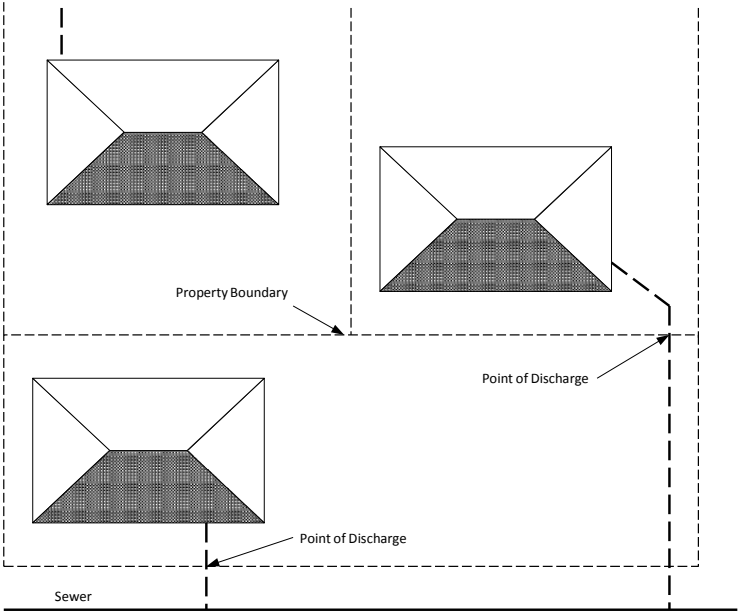 Property Boundary
Point of Discharge
Point of Discharge
Sewer